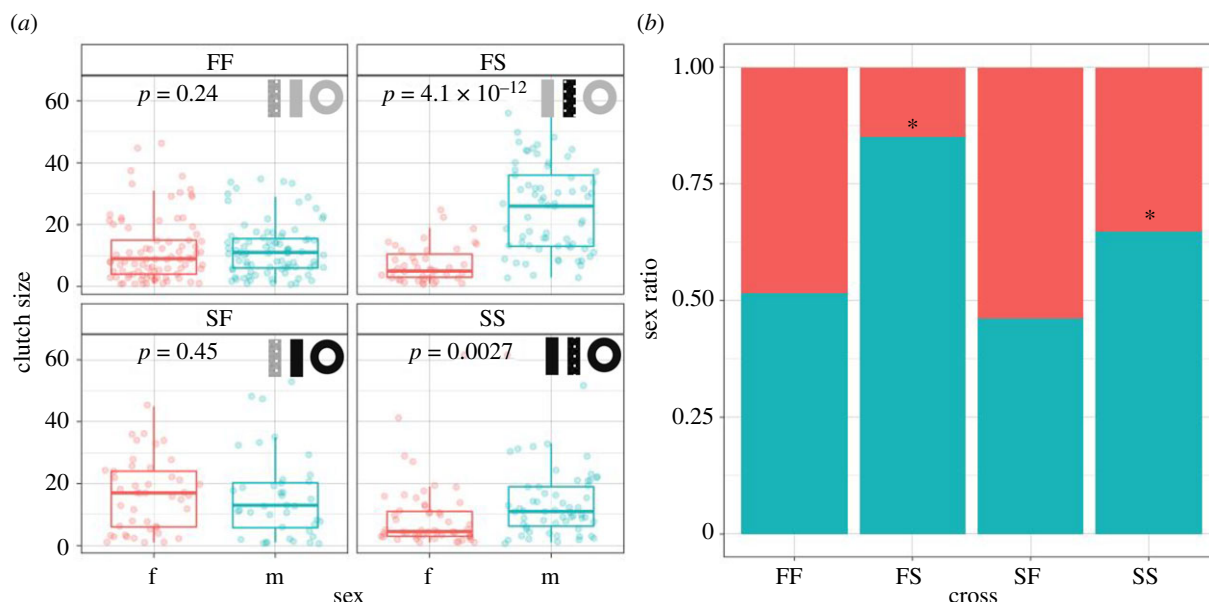 (a)
FF
FS
p = 0.24
p = 4.1 × 10⁻¹²
60
40
20
0
SF
SS
p = 0.45
p = 0.0027
60
40
20
0
clutch size
f
m
f
m
sex
(b)
1.00
0.75
0.50
0.25
0
sex ratio
*
*
FF
FS
SF
SS
cross